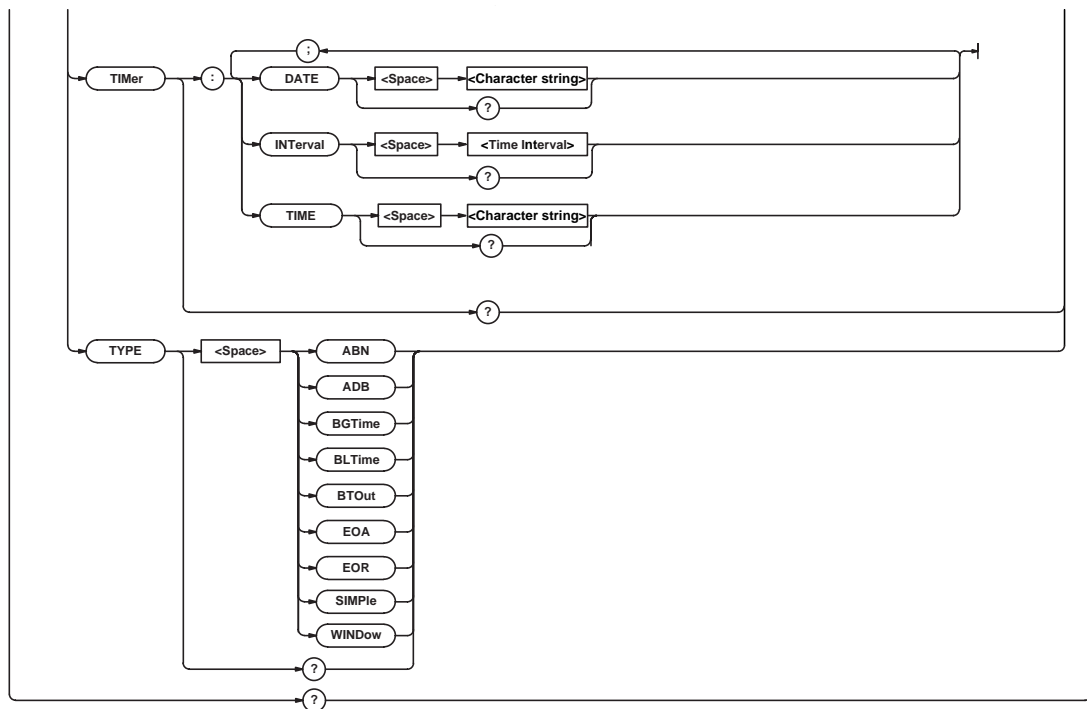 ;
TIMer : DATE <Space> <Character string>
?
INTerval <Space> <Time Interval>
?
TIME <Space> <Character string>
?
?
TYPE <Space> ABN
ADB
BGTime
BLTime
BTOut
EOA
EOR
SIMPle
WINDow
?
?